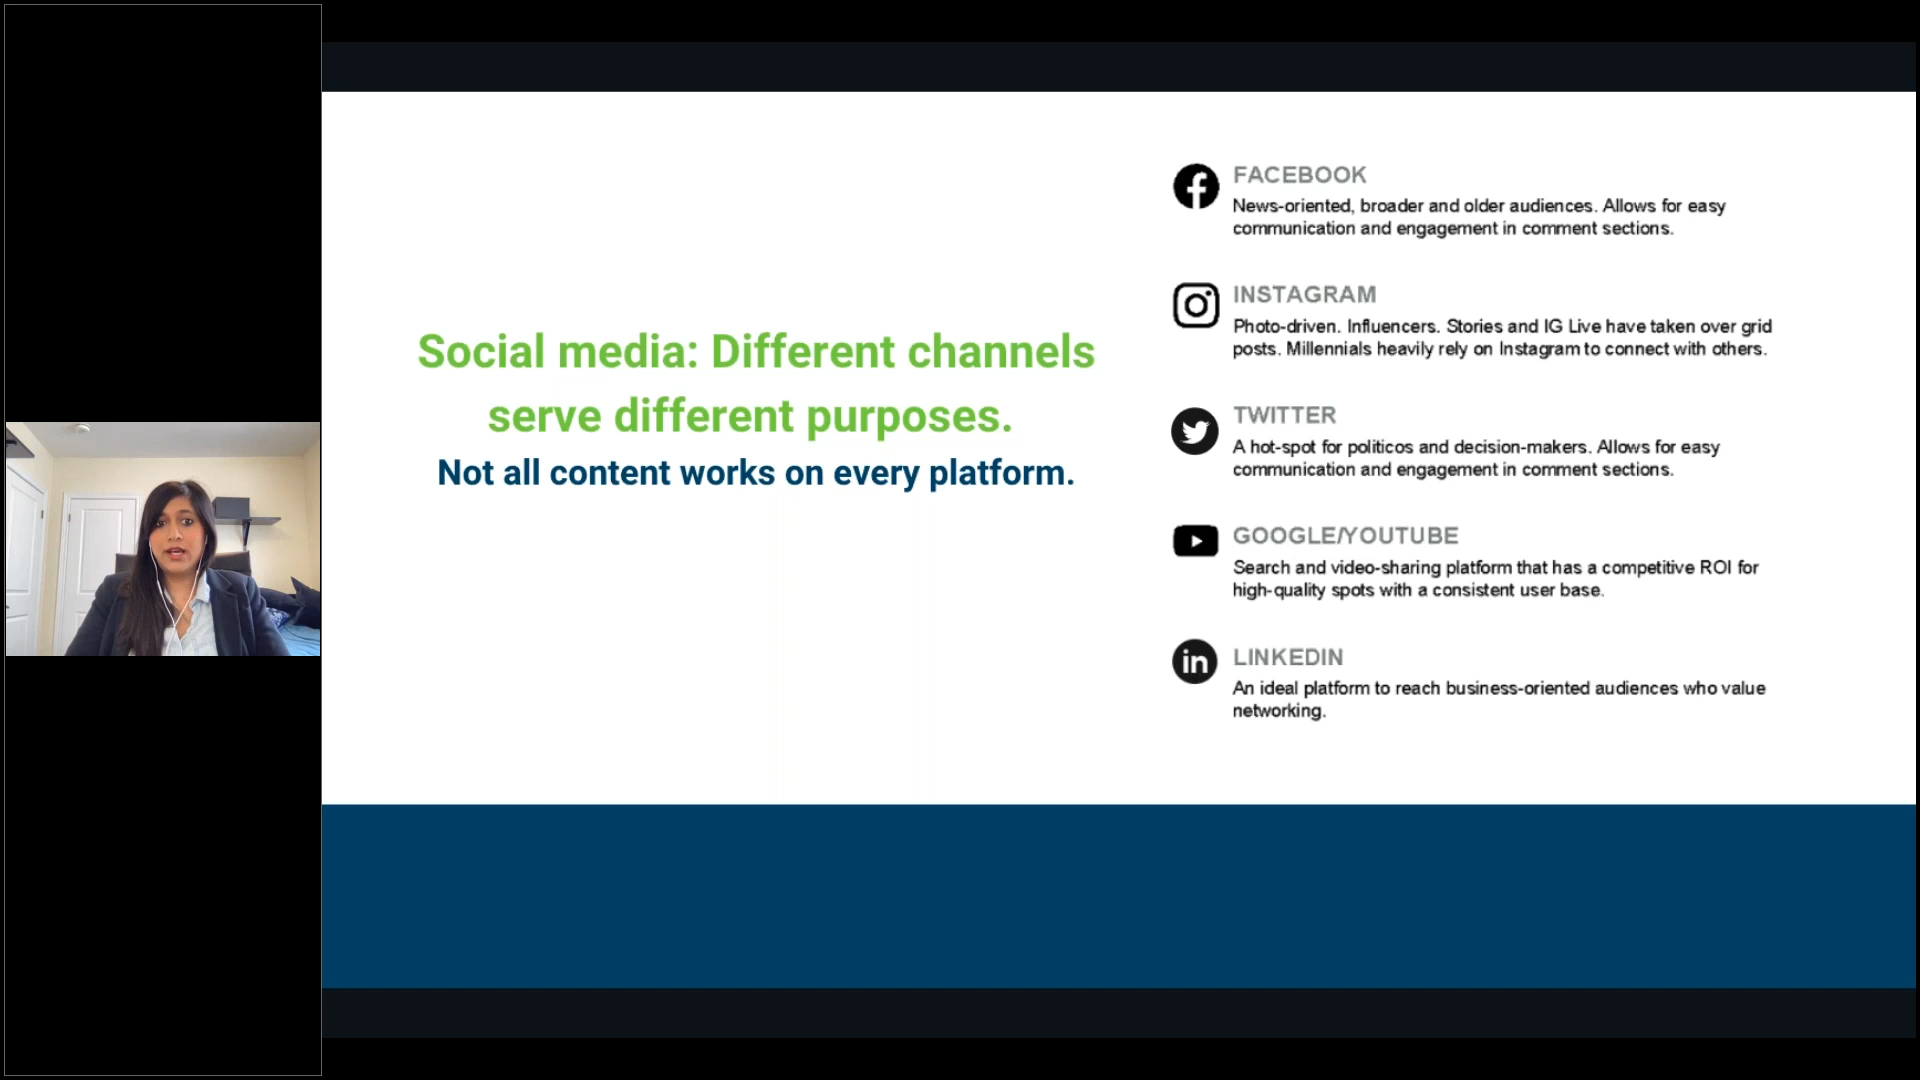 Social media: Different channels
serve different purposes.
Not all content works on every platform.
FACEBOOK
News-oriented, broader and older audiences. Allows for easy
communication and engagement in comment sections.
INSTAGRAM
Photo-driven. Influencers. Stories and IG Live have taken over grid
posts. Millennials heavily rely on Instagram to connect with others.
TWITTER
A hot-spot for politicos and decision-makers. Allows for easy
communication and engagement in comment sections.
GOOGLE/YOUTUBE
Search and video-sharing platform that has a competitive ROI for
high-quality spots with a consistent user base.
in LINKEDIN
An ideal platform to reach business-oriented audiences who value
networking.